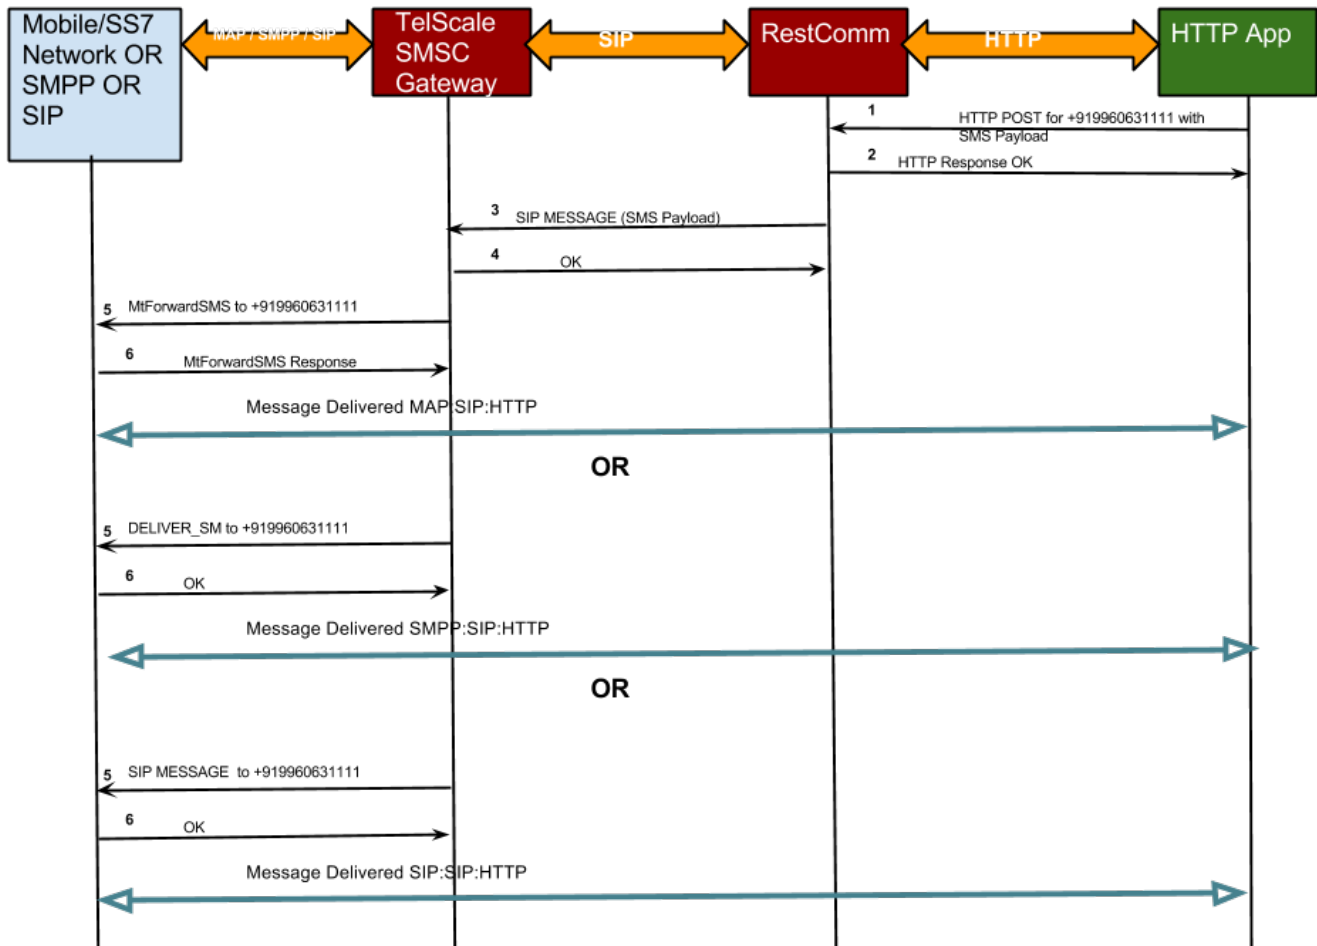 Mobile/SS7
Network OR
SMPP OR
SIP
MAP / SMPP / SIP
TelScale
SMSC
Gateway
SIP
RestComm
HTTP
HTTP App
1
HTTP POST for +919960631111 with
SMS Payload
2
HTTP Response OK
3
SIP MESSAGE (SMS Payload)
4
OK
5
MtForwardSMS to +919960631111
6
MtForwardSMS Response
Message Delivered MAP:SIP:HTTP
OR
5
DELIVER_SM to +919960631111
6
OK
Message Delivered SMPP:SIP:HTTP
OR
5
SIP MESSAGE to +919960631111
6
OK
Message Delivered SIP:SIP:HTTP